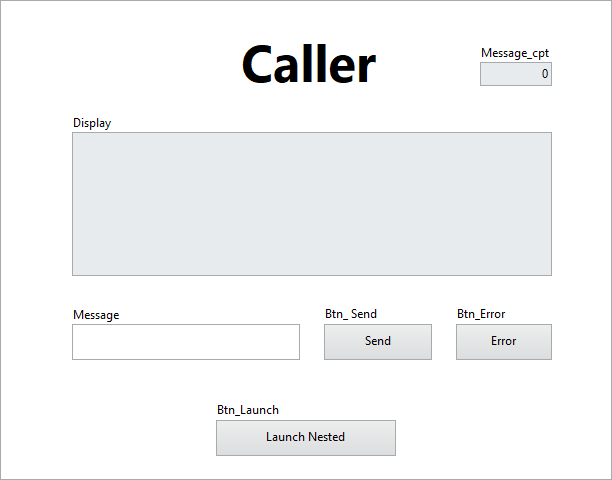 Caller
Message_cpt
0
Display
Message
Btn_ Send
Btn_Error
Send
Error
Btn_Launch
Launch Nested